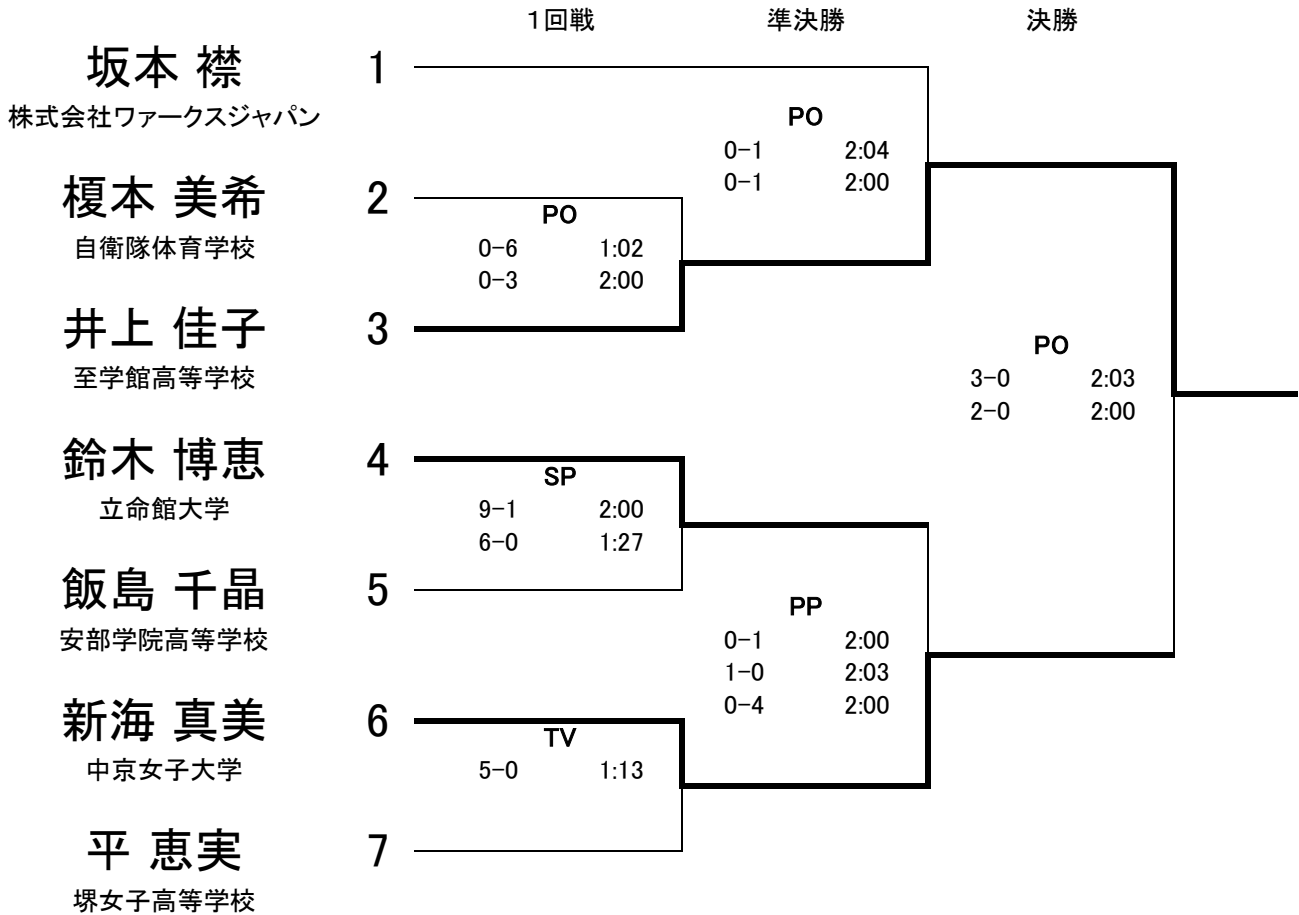 1回戦 準決勝 決勝
坂本 襟 1
株式会社ワァークスジャパン
PO
0-1 2:04
0-1 2:00
榎本 美希 2
自衛隊体育学校
PO
0-6 1:02
0-3 2:00
井上 佳子 3
至学館高等学校
PO
3-0 2:03
2-0 2:00
鈴木 博恵 4
立命館大学
SP
9-1 2:00
6-0 1:27
飯島 千晶 5
安部学院高等学校
PP
0-1 2:00
1-0 2:03
0-4 2:00
新海 真美 6
中京女子大学
TV
5-0 1:13
平 恵実 7
堺女子高等学校